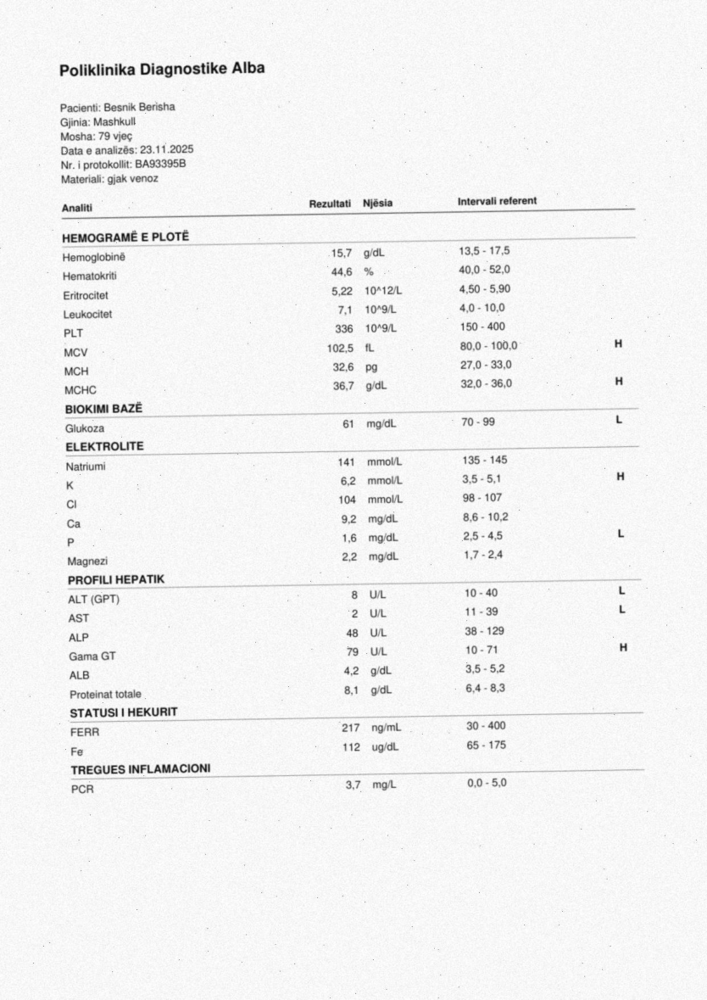 Poliklinika Diagnostike Alba
Pacienti: Besnik Berisha
Gjinia: Mashkull
Mosha: 79 vjeç
Data e analizës: 23.11.2025
Nr. i protokollit: BA93395B
Materiali: gjak venoz
Analiti Rezultati Njësia Intervali referent
HEMOGRAMË E PLOTË
Hemoglobinë 15,7 g/dL 13,5 - 17,5
Hematokriti 44,6 % 40,0 - 52,0
Eritrocitet 5,22 10^12/L 4,50 - 5,90
Leukocitet 7,1 10^9/L 4,0 - 10,0
PLT 336 10^9/L 150 - 400
MCV 102,5 fL 80,0 - 100,0 H
MCH 32,6 pg 27,0 - 33,0
MCHC 36,7 g/dL 32,0 - 36,0 H
BIOKIMI BAZË
Glukoza 61 mg/dL 70 - 99 L
ELEKTROLITE
Natriumi 141 mmol/L 135 - 145
K 6,2 mmol/L 3,5 - 5,1 H
Cl 104 mmol/L 98 - 107
Ca 9,2 mg/dL 8,6 - 10,2
P 1,6 mg/dL 2,5 - 4,5 L
Magnezi 2,2 mg/dL 1,7 - 2,4
PROFILI HEPATIK
ALT (GPT) 8 U/L 10 - 40 L
AST 2 U/L 11 - 39 L
ALP 48 U/L 38 - 129
Gama GT 79 U/L 10 - 71 H
ALB 4,2 g/dL 3,5 - 5,2
Proteinat totale 8,1 g/dL 6,4 - 8,3
STATUSI I HEKURIT
FERR 217 ng/mL 30 - 400
Fe 112 ug/dL 65 - 175
TREGUES INFLAMACIONI
PCR 3,7 mg/L 0,0 - 5,0